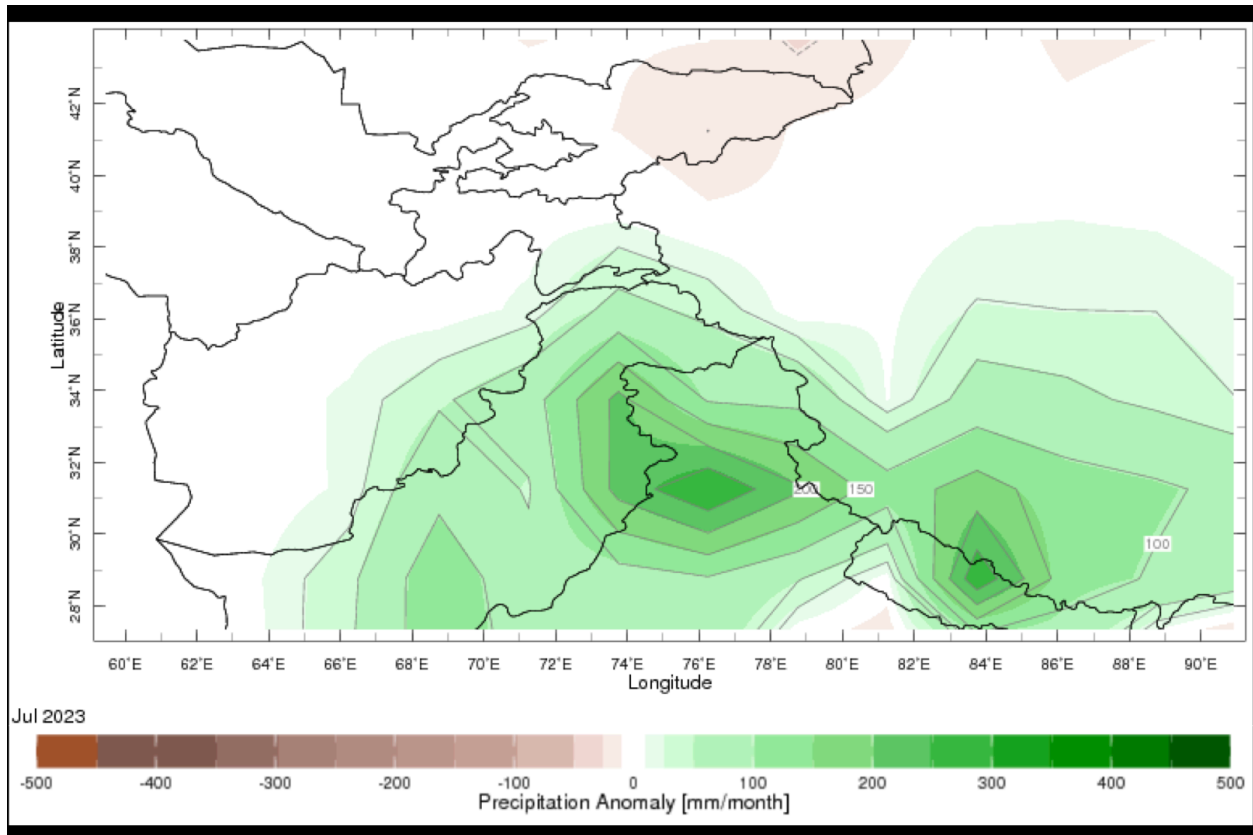 42°N
40°N
38°N
36°N
34°N
32°N
30°N
28°N
Latitude
200
150
100
60°E 62°E 64°E 66°E 68°E 70°E 72°E 74°E 76°E 78°E 80°E 82°E 84°E 86°E 88°E 90°E
Longitude
Jul 2023
-500 -400 -300 -200 -100 0 100 200 300 400 500
Precipitation Anomaly [mm/month]